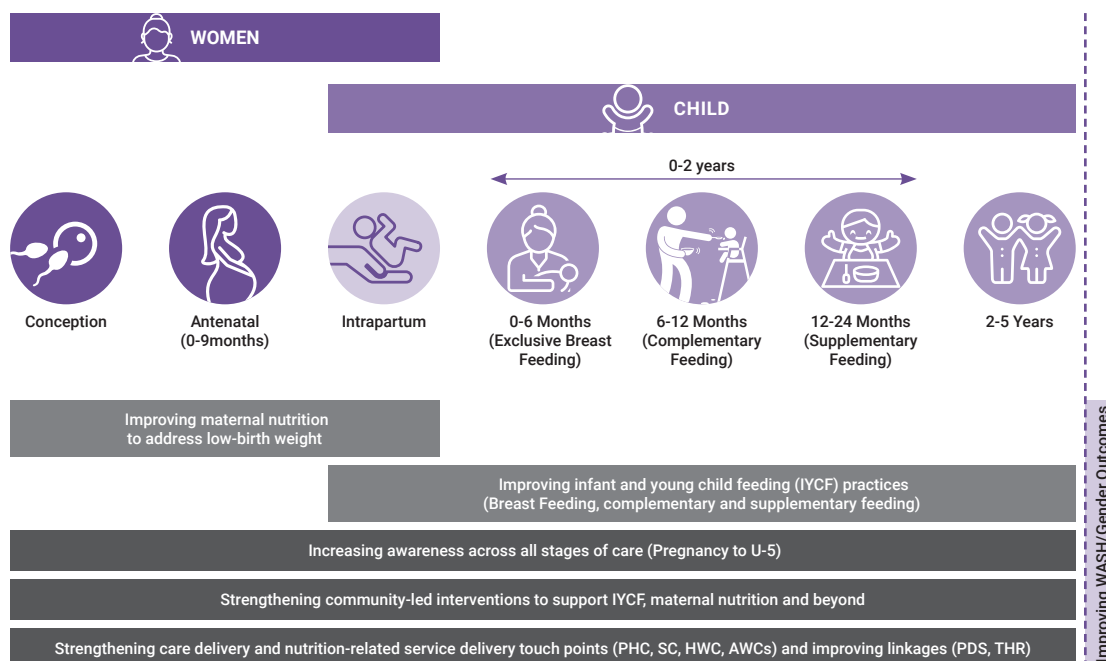 WOMEN
CHILD
0-2 years
Conception
Antenatal
(0-9months)
Intrapartum
0-6 Months
(Exclusive Breast
Feeding)
6-12 Months
(Complementary
Feeding)
12-24 Months
(Supplementary
Feeding)
2-5 Years
Improving maternal nutrition
to address low-birth weight
Improving infant and young child feeding (IYCF) practices
(Breast Feeding, complementary and supplementary feeding)
Increasing awareness across all stages of care (Pregnancy to U-5)
Strengthening community-led interventions to support IYCF, maternal nutrition and beyond
Strengthening care delivery and nutrition-related service delivery touch points (PHC, SC, HWC, AWCs) and improving linkages (PDS, THR)
Improving WASH/Gender Outcomes